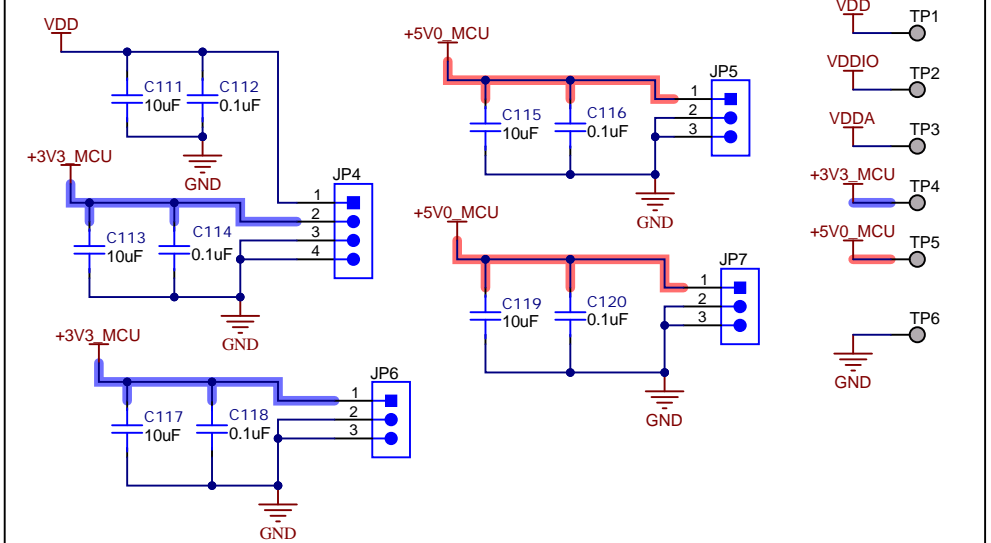 VDD
C111
10uF
C112
0.1uF
GND
+3V3_MCU
C113
10uF
C114
0.1uF
JP4
1
2
3
4
GND
+3V3_MCU
C117
10uF
C118
0.1uF
JP6
1
2
3
GND
+5V0_MCU
C115
10uF
C116
0.1uF
JP5
1
2
3
GND
+5V0_MCU
C119
10uF
C120
0.1uF
JP7
1
2
3
GND
VDD
TP1
VDDIO
TP2
VDDA
TP3
+3V3_MCU
TP4
+5V0_MCU
TP5
TP6
GND